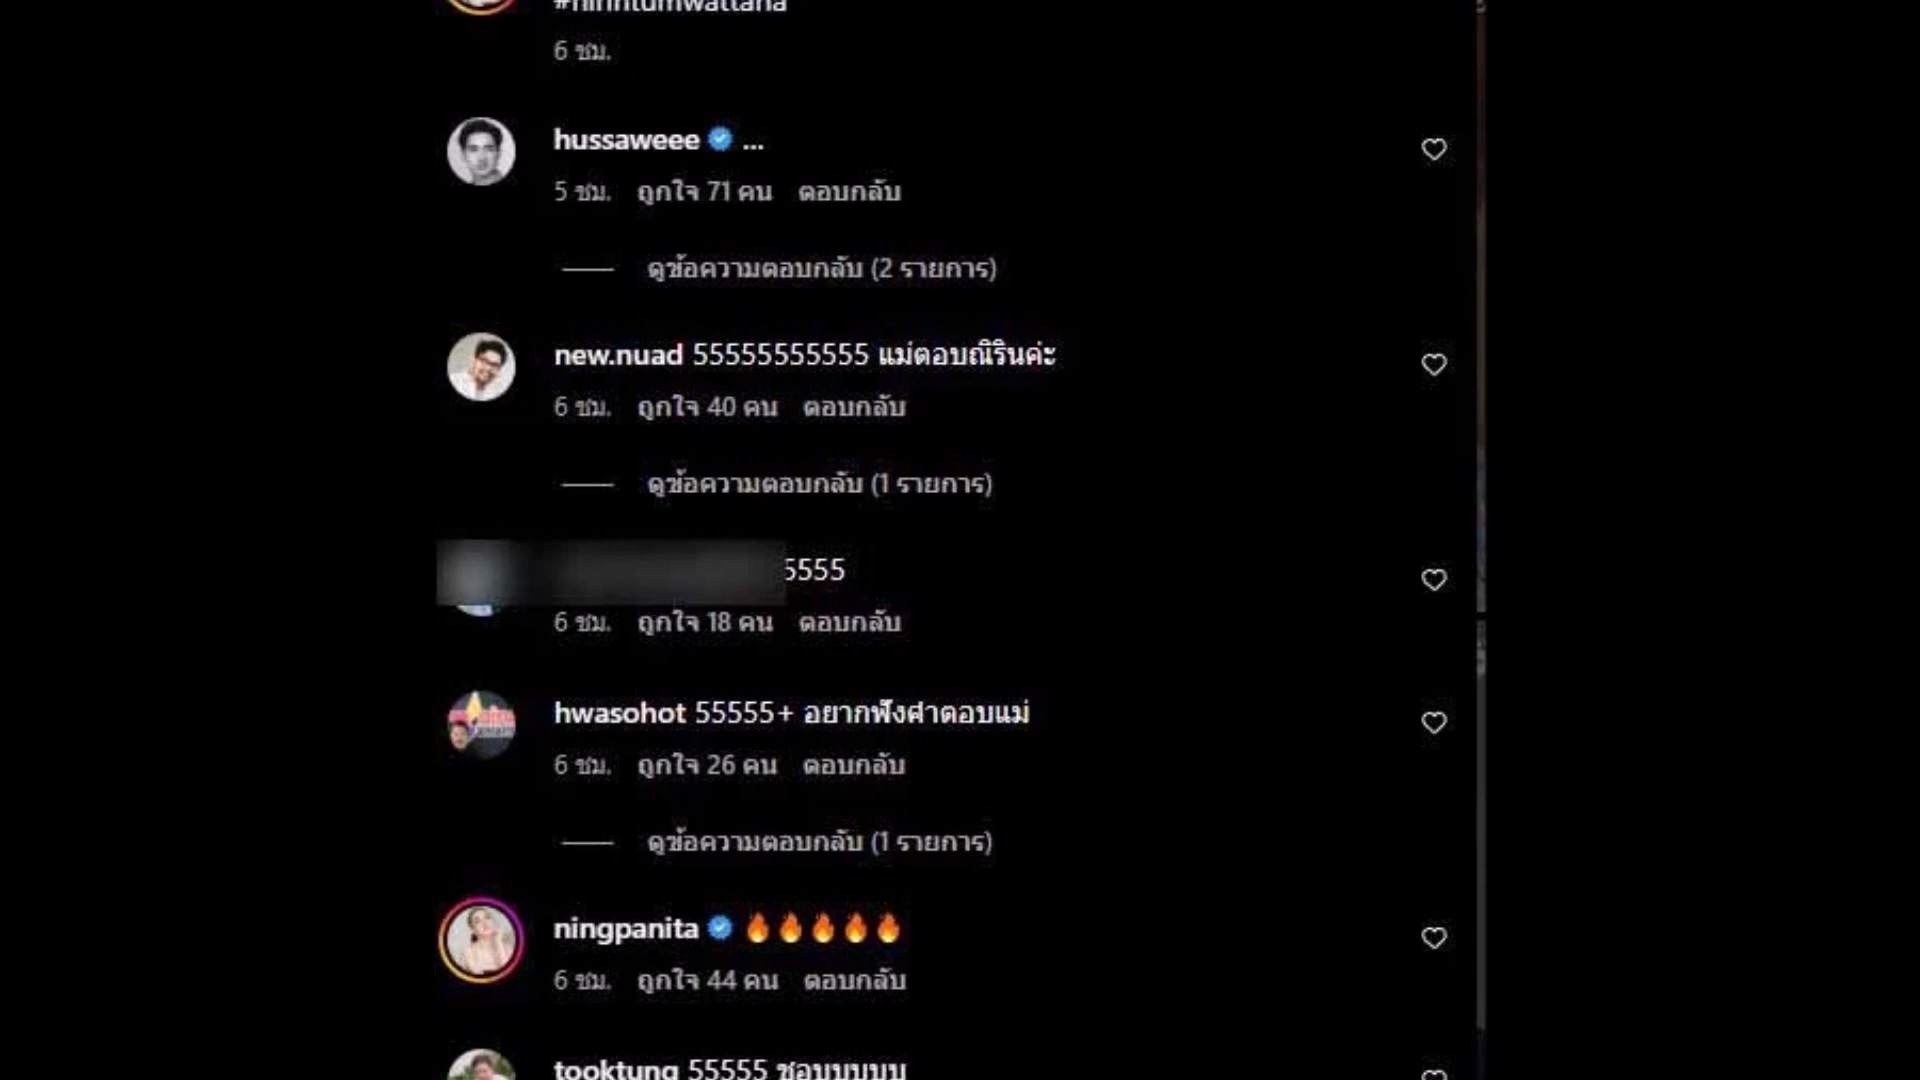 #nirintumwattana
6 ชม.
hussaweee ...
5 ชม. ถูกใจ 71 คน ตอบกลับ
ดูข้อความตอบกลับ (2 รายการ)
new.nuad 55555555555 แม่ตอบณิรินค่ะ
6 ชม. ถูกใจ 40 คน ตอบกลับ
ดูข้อความตอบกลับ (1 รายการ)
5555
6 ชม. ถูกใจ 18 คน ตอบกลับ
hwasohot 55555+ อยากฟังคำตอบแม่
6 ชม. ถูกใจ 26 คน ตอบกลับ
ดูข้อความตอบกลับ (1 รายการ)
ningpanita 🔥🔥🔥🔥🔥
6 ชม. ถูกใจ 44 คน ตอบกลับ
tooktung 55555 ชอบบบบบ